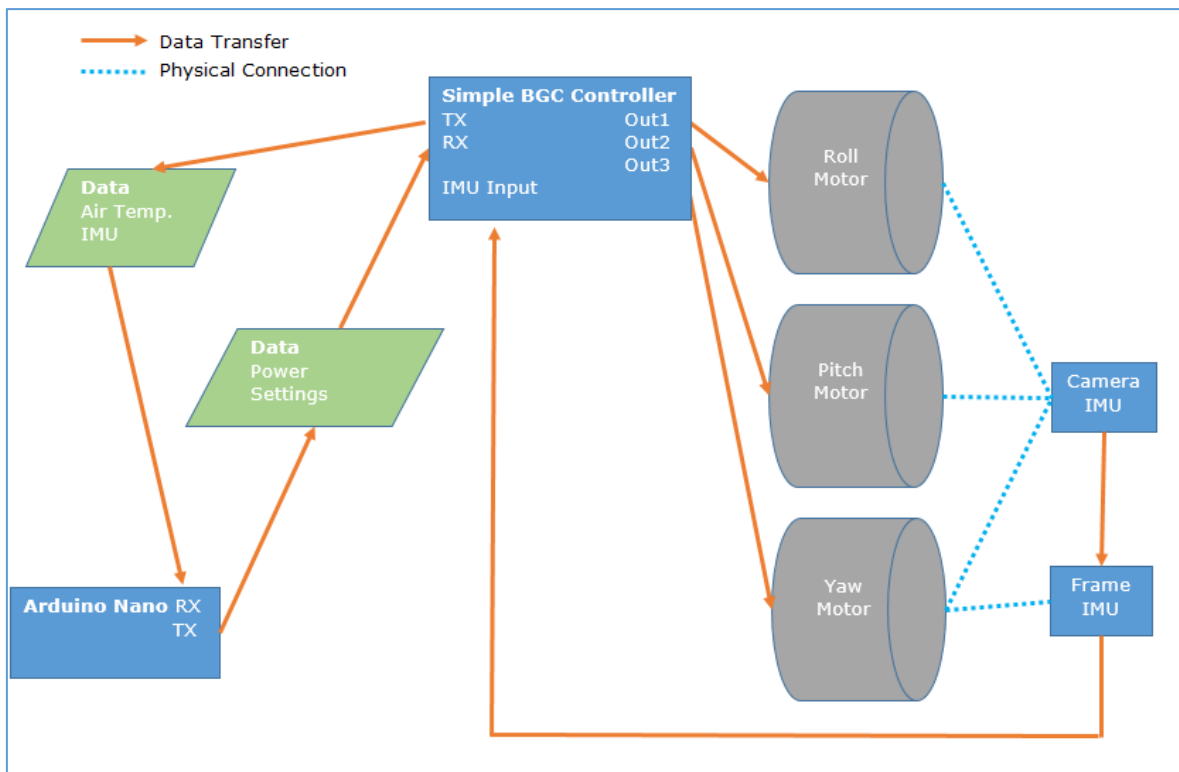 Data Transfer
Physical Connection
Simple BGC Controller
TX Out1
RX Out2
Out3
IMU Input
Data
Air Temp.
IMU
Data
Power
Settings
Arduino Nano RX
TX
Roll
Motor
Pitch
Motor
Yaw
Motor
Camera
IMU
Frame
IMU